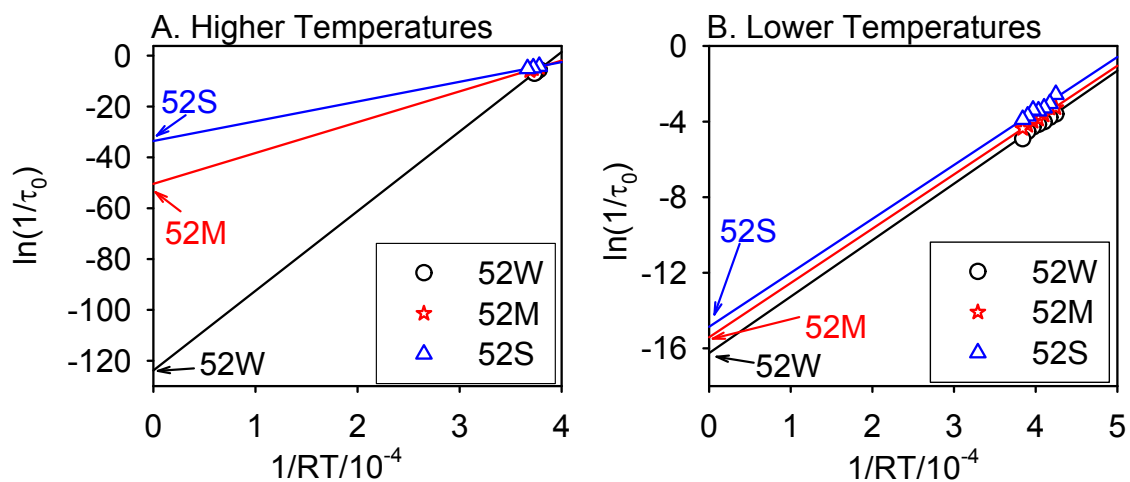 A. Higher Temperatures
0
-20
-40
-60
-80
-100
-120
ln(1/τ0)
52S
52M
52W
52W
52M
52S
0
1
2
3
4
1/RT/10-4
B. Lower Temperatures
0
-4
-8
-12
-16
ln(1/τ0)
52S
52M
52W
52W
52M
52S
0
1
2
3
4
5
1/RT/10-4